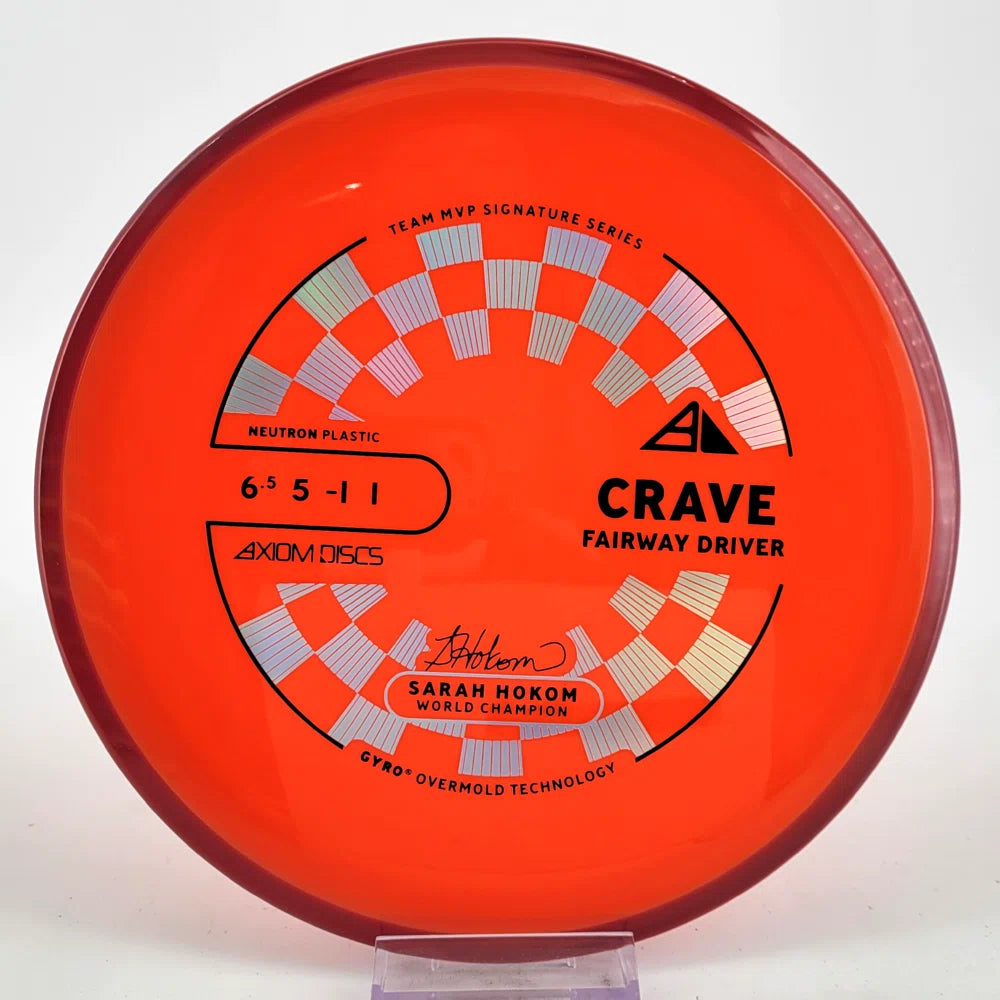 TEAM MVP SIGNATURE SERIES
NEUTRON PLASTIC
6.5 5 -1 1
AXIOM DISCS
CRAVE
FAIRWAY DRIVER
SHokom
SARAH HOKOM
WORLD CHAMPION
GYRO® OVERMOLD TECHNOLOGY